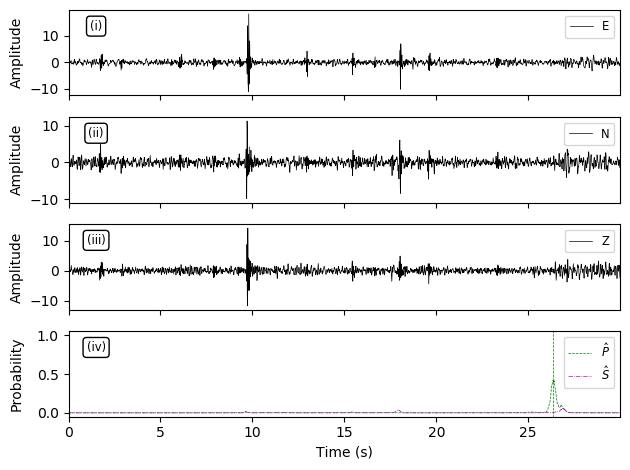 (i)
E
Amplitude
10
0
−10
(ii)
N
Amplitude
10
0
−10
(iii)
Z
Amplitude
10
0
−10
(iv)
P̂
Ŝ
Probability
1.0
0.5
0.0
0 5 10 15 20 25
Time (s)